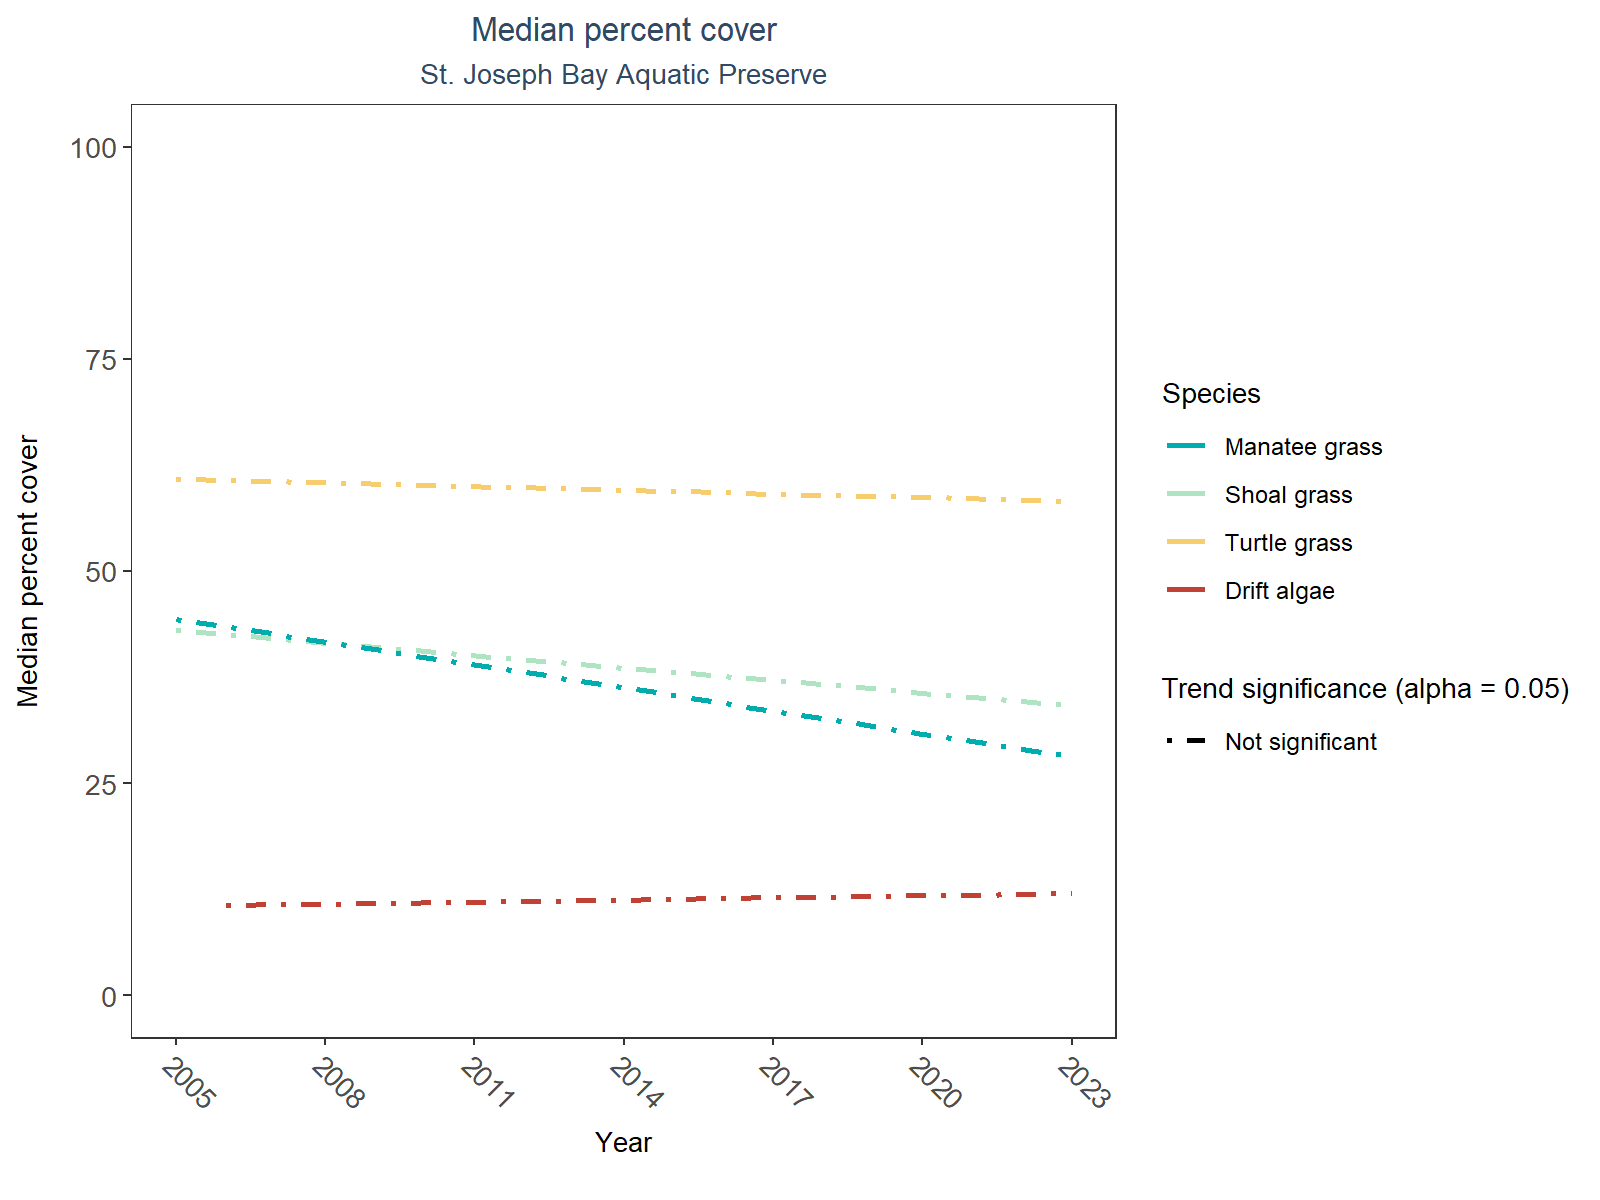 Median percent cover
St. Joseph Bay Aquatic Preserve
100
75
50
25
0
Median percent cover
2005
2008
2011
2014
2017
2020
2023
Year
Species
Manatee grass
Shoal grass
Turtle grass
Drift algae
Trend significance (alpha = 0.05)
Not significant